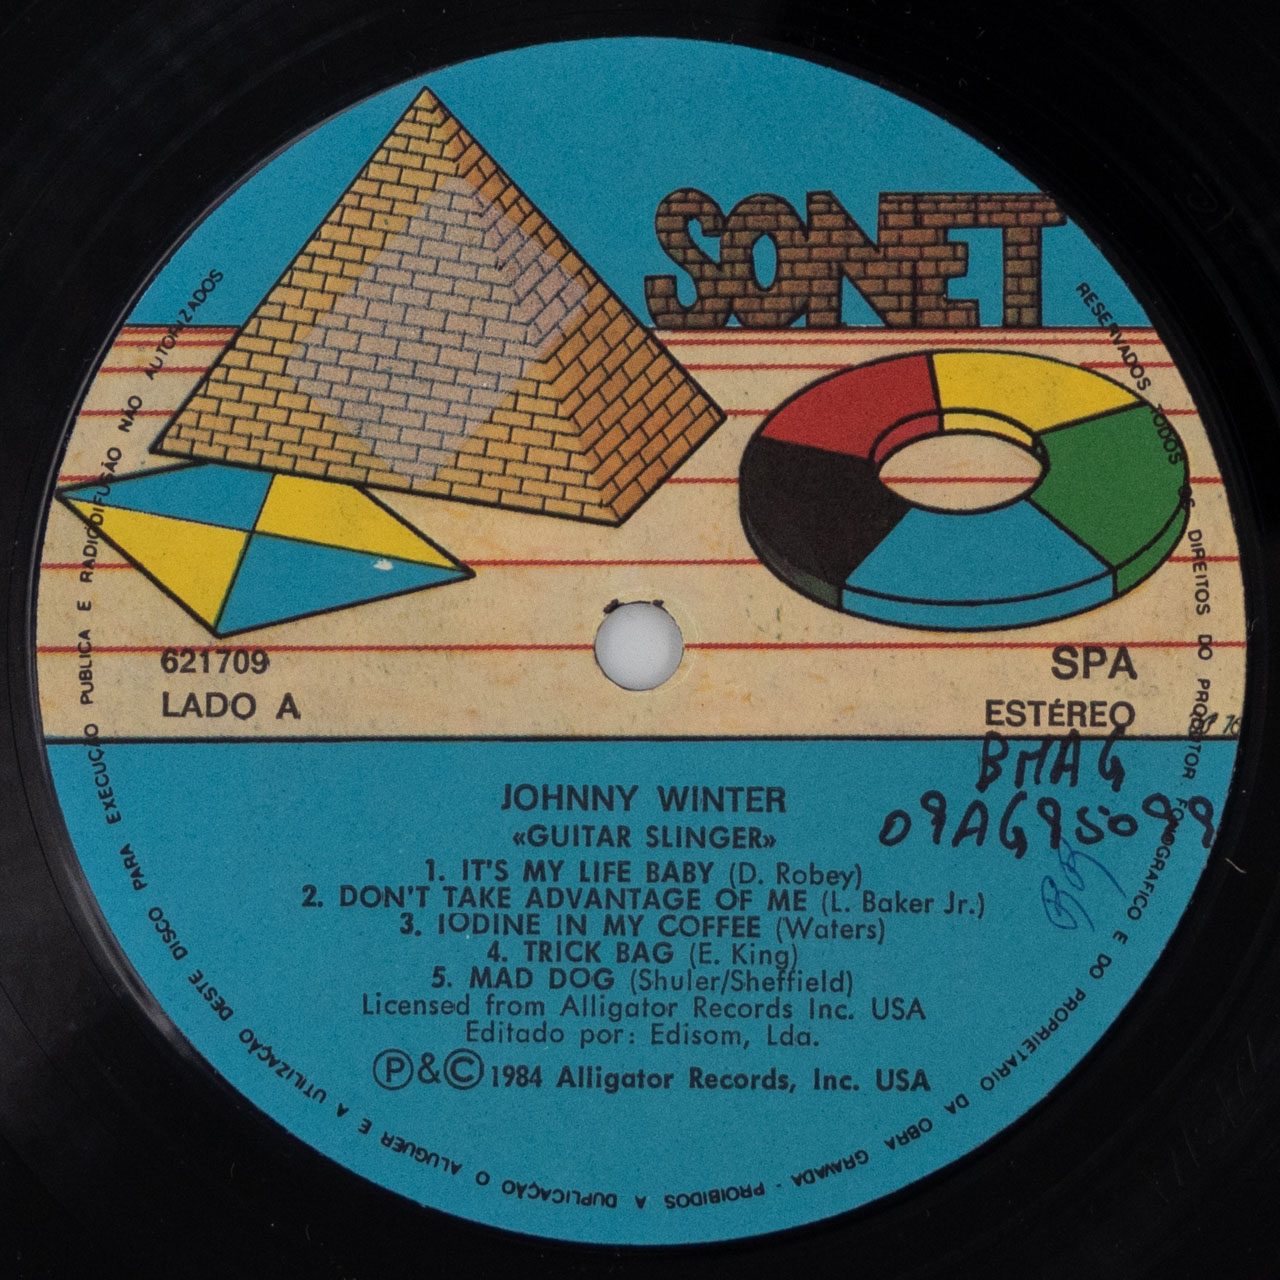 SONET
621709
LADO A
SPA
ESTÉREO
BMAG
09AG95099
JOHNNY WINTER
«GUITAR SLINGER»
1. IT'S MY LIFE BABY (D. Robey)
2. DON'T TAKE ADVANTAGE OF ME (L. Baker Jr.)
3. IODINE IN MY COFFEE (Waters)
4. TRICK BAG (E. King)
5. MAD DOG (Shuler/Sheffield)
Licensed from Alligator Records Inc. USA
Editado por: Edisom, Lda.
Ⓟ&© 1984 Alligator Records, Inc. USA
RESERVADOS TODOS OS DIREITOS DO PRODUTOR FONOGRAFICO E DO PROPRIETARIO DA OBRA GRAVADA - PROIBIDOS A DUPLICAÇÃO O ALUGUER E A UTILIZAÇÃO DESTE DISCO PARA EXECUÇÃO PUBLICA E RADIODIFUSÃO NÃO AUTORIZADOS